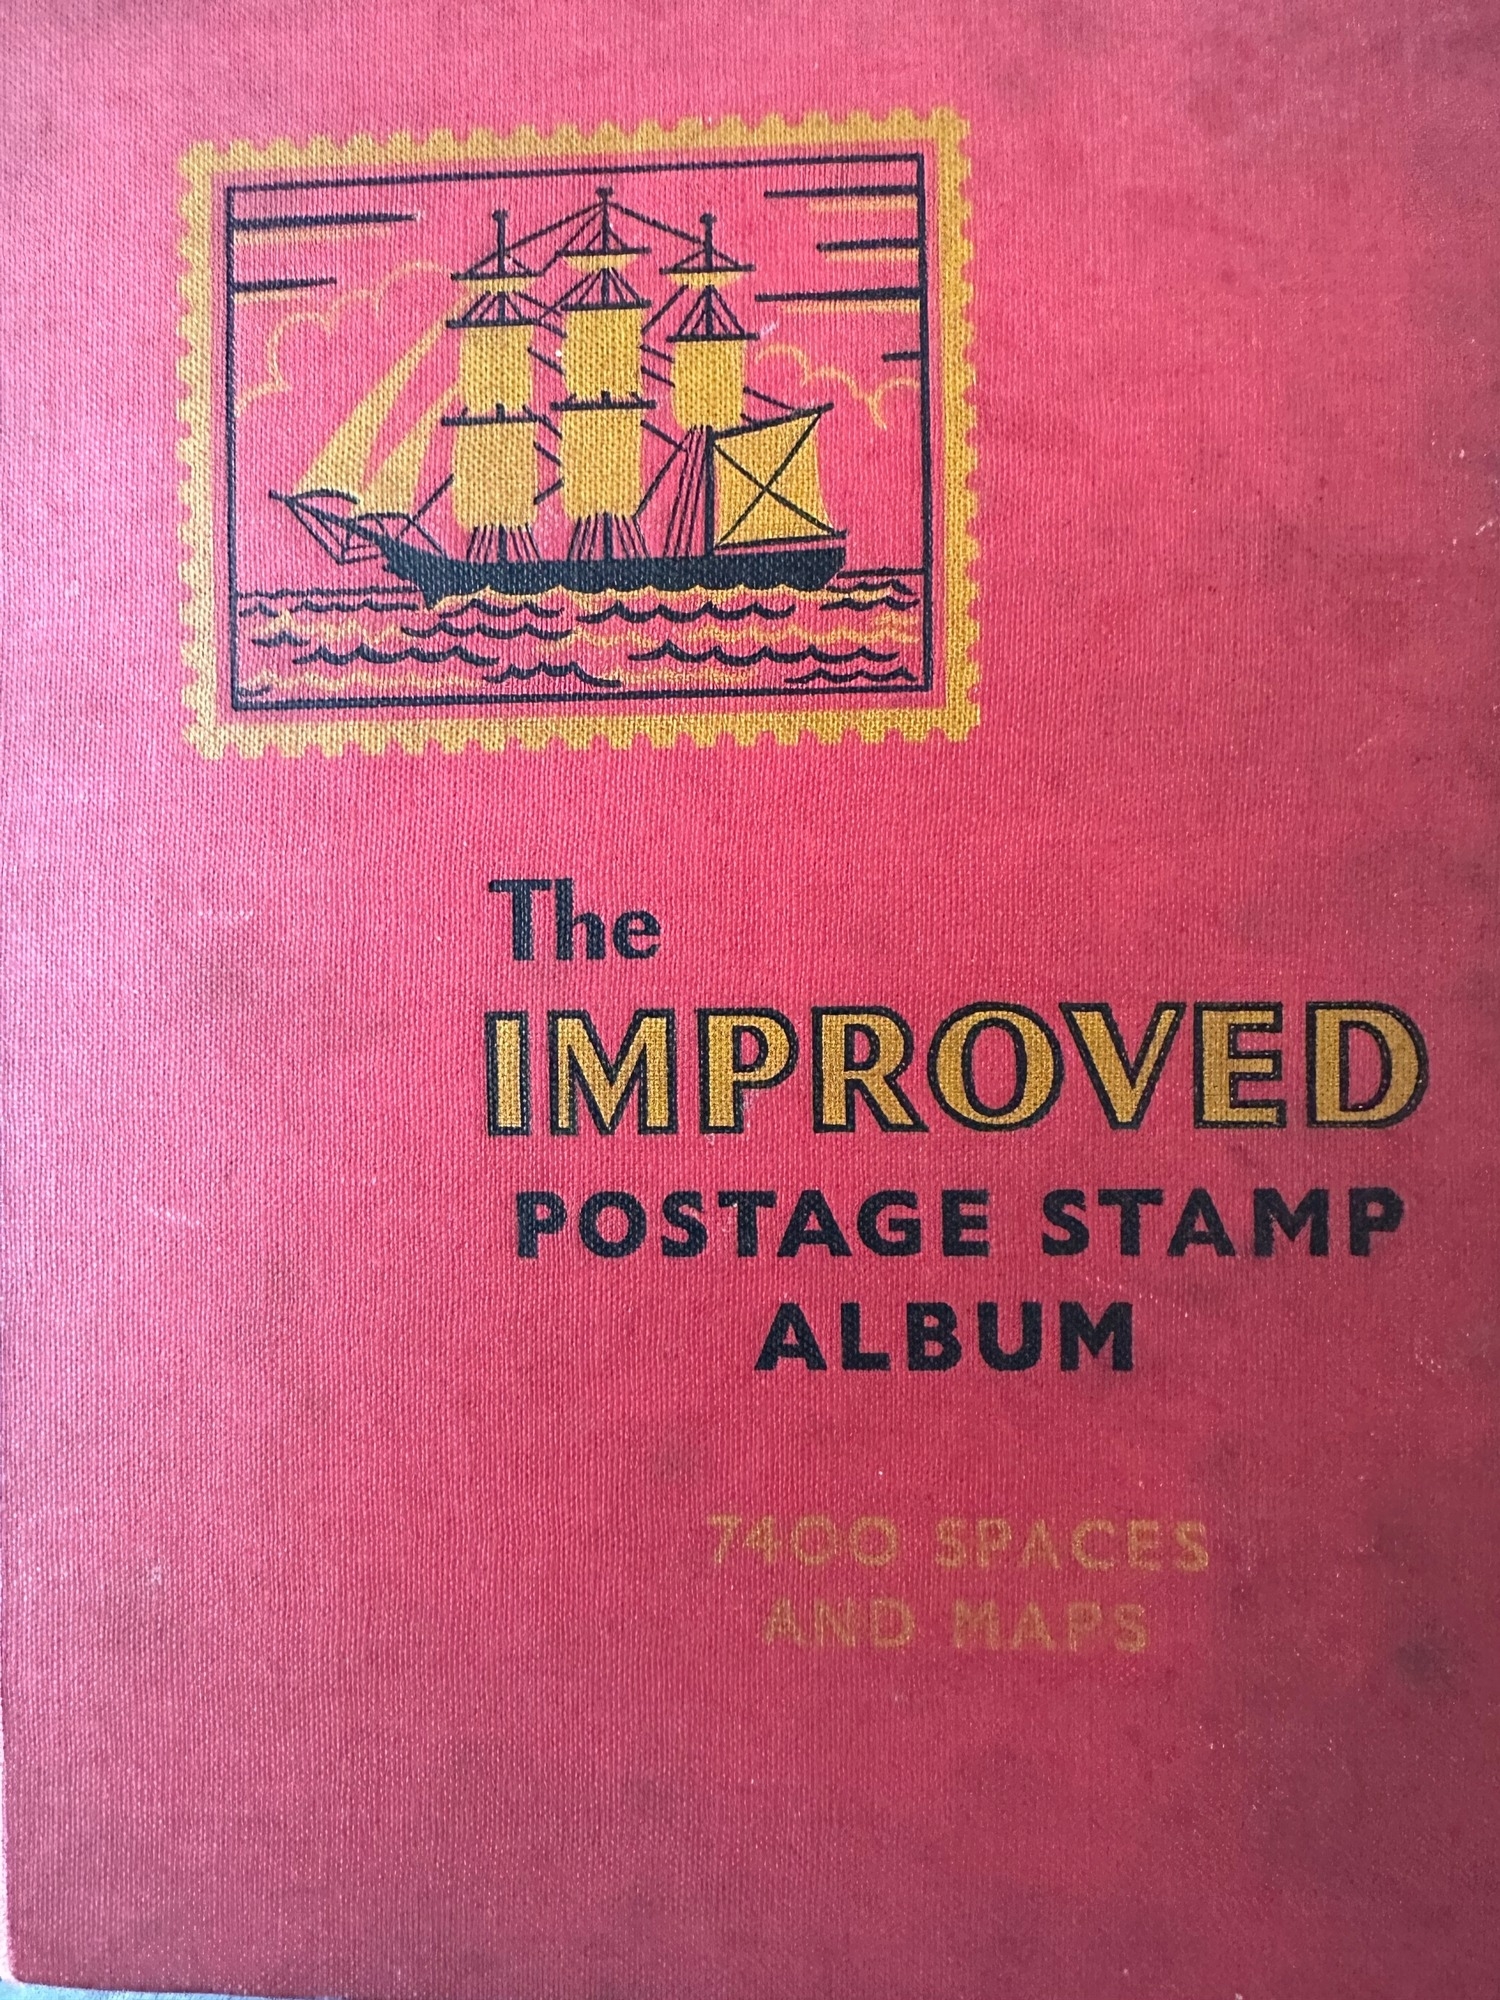 The
IMPROVED
POSTAGE STAMP
ALBUM
7400 SPACES
AND MAPS